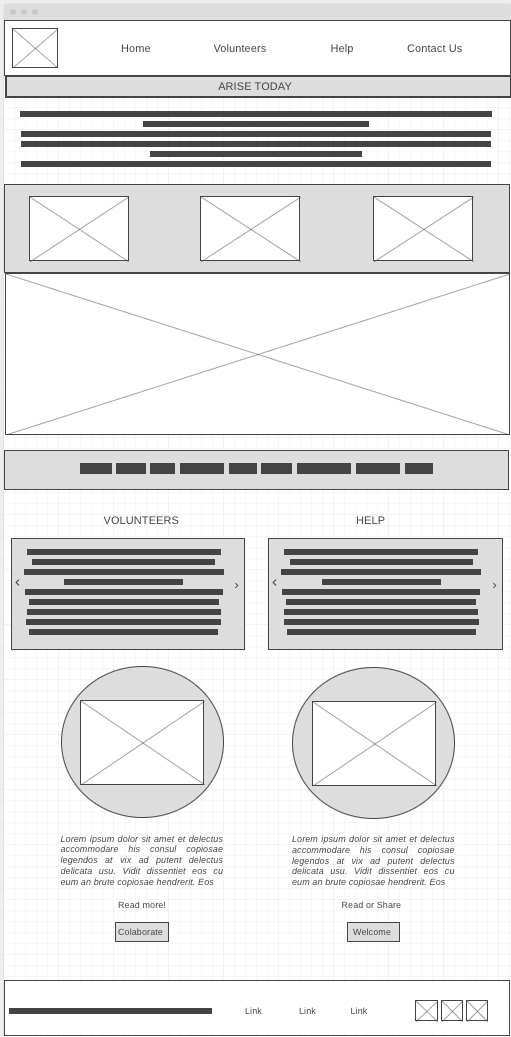 Home Volunteers Help Contact Us
ARISE TODAY
VOLUNTEERS
HELP
Lorem ipsum dolor sit amet et delectus
accommodare his consul copiosae
legendos at vix ad putent delectus
delicata usu. Vidit dissentiet eos cu
eum an brute copiosae hendrerit. Eos
Read more!
Colaborate
Lorem ipsum dolor sit amet et delectus
accommodare his consul copiosae
legendos at vix ad putent delectus
delicata usu. Vidit dissentiet eos cu
eum an brute copiosae hendrerit. Eos
Read or Share
Welcome
Link Link Link